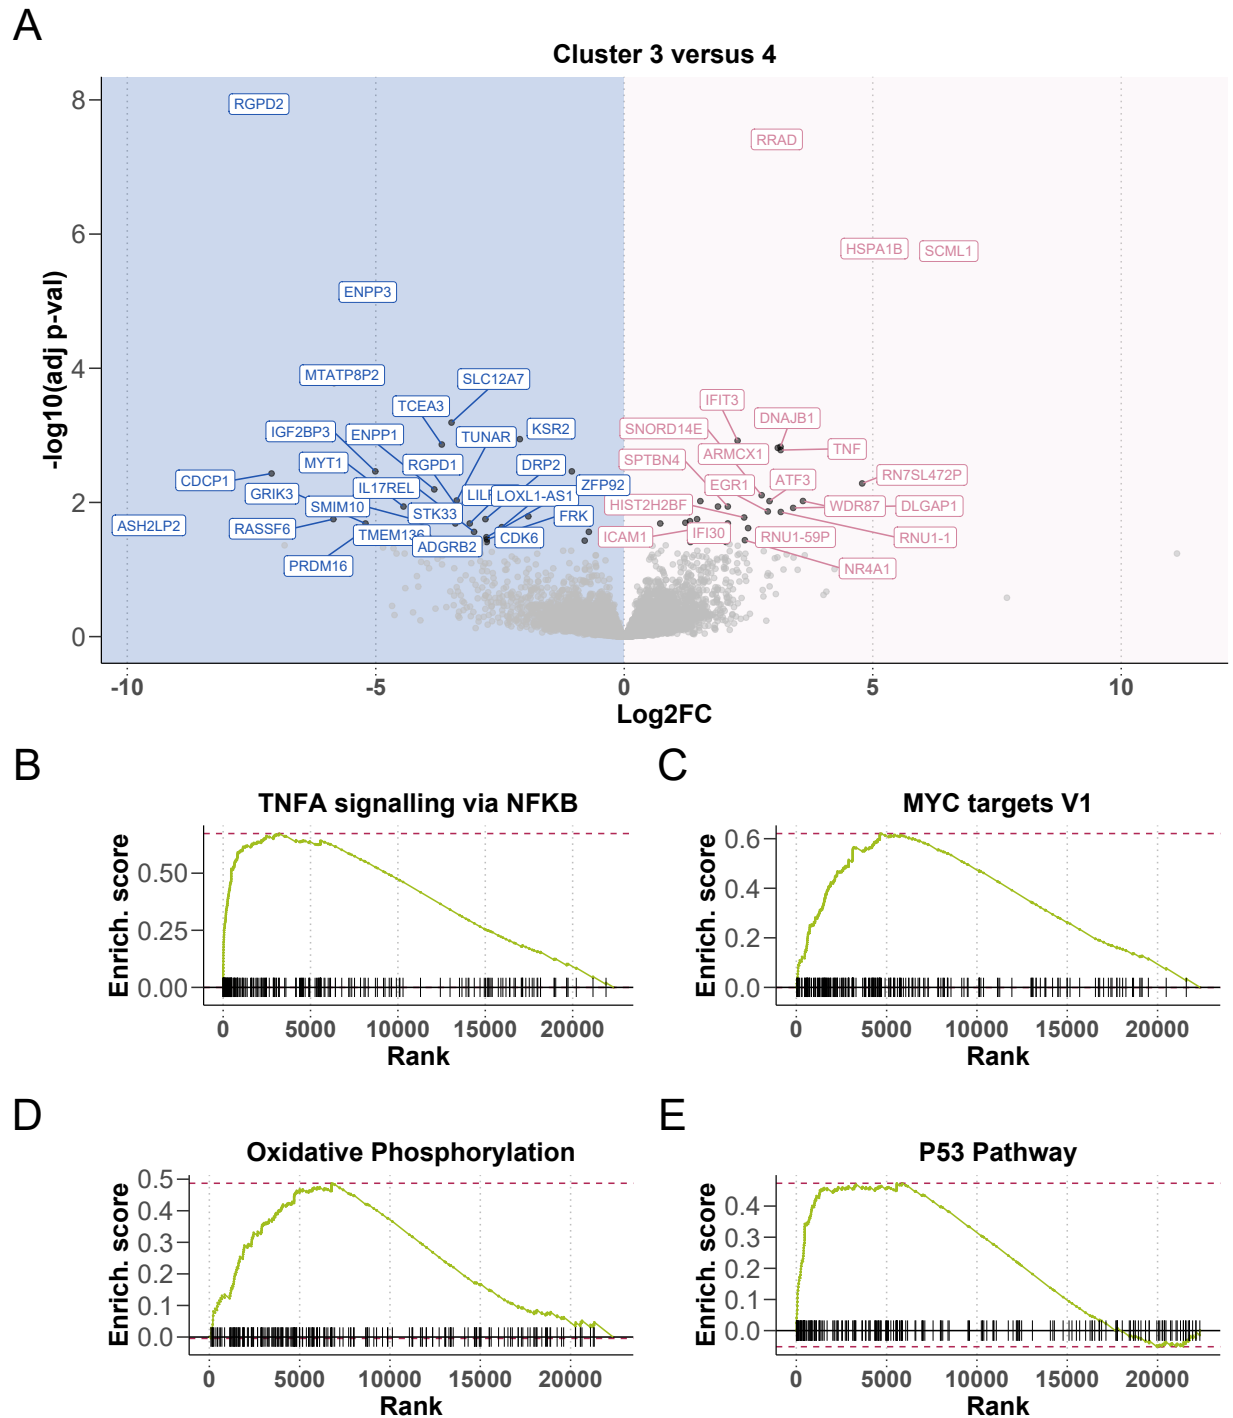 A
Cluster 3 versus 4
-log10(adj p-val)
8
6
4
2
0
RGPD2
RRAD
HSPA1B
SCML1
ENPP3
MTATP8P2
SLC12A7
TCEA3
IFIT3
DNAJB1
IGF2BP3
ENPP1
TUNAR
KSR2
SNORD14E
ARMCX1
TNF
MYT1
RGPD1
DRP2
SPTBN4
CDCP1
IL17REL
ZFP92
EGR1
ATF3
RN7SL472P
GRIK3
LOXL1-AS1
SMIM10
STK33
FRK
HIST2H2BF
WDR87
DLGAP1
ASH2LP2
RASSF6
TMEM136
ADGRB2
CDK6
ICAM1
IFI30
RNU1-59P
RNU1-1
PRDM16
NR4A1
-10
-5
0
5
10
Log2FC
B
TNFA signalling via NFKB
Enrich. score
0.50
0.25
0.00
0
5000
10000
15000
20000
Rank
C
MYC targets V1
Enrich. score
0.6
0.4
0.2
0.0
0
5000
10000
15000
20000
Rank
D
Oxidative Phosphorylation
Enrich. score
0.5
0.4
0.3
0.2
0.1
0.0
0
5000
10000
15000
20000
Rank
E
P53 Pathway
Enrich. score
0.4
0.3
0.2
0.1
0.0
0
5000
10000
15000
20000
Rank